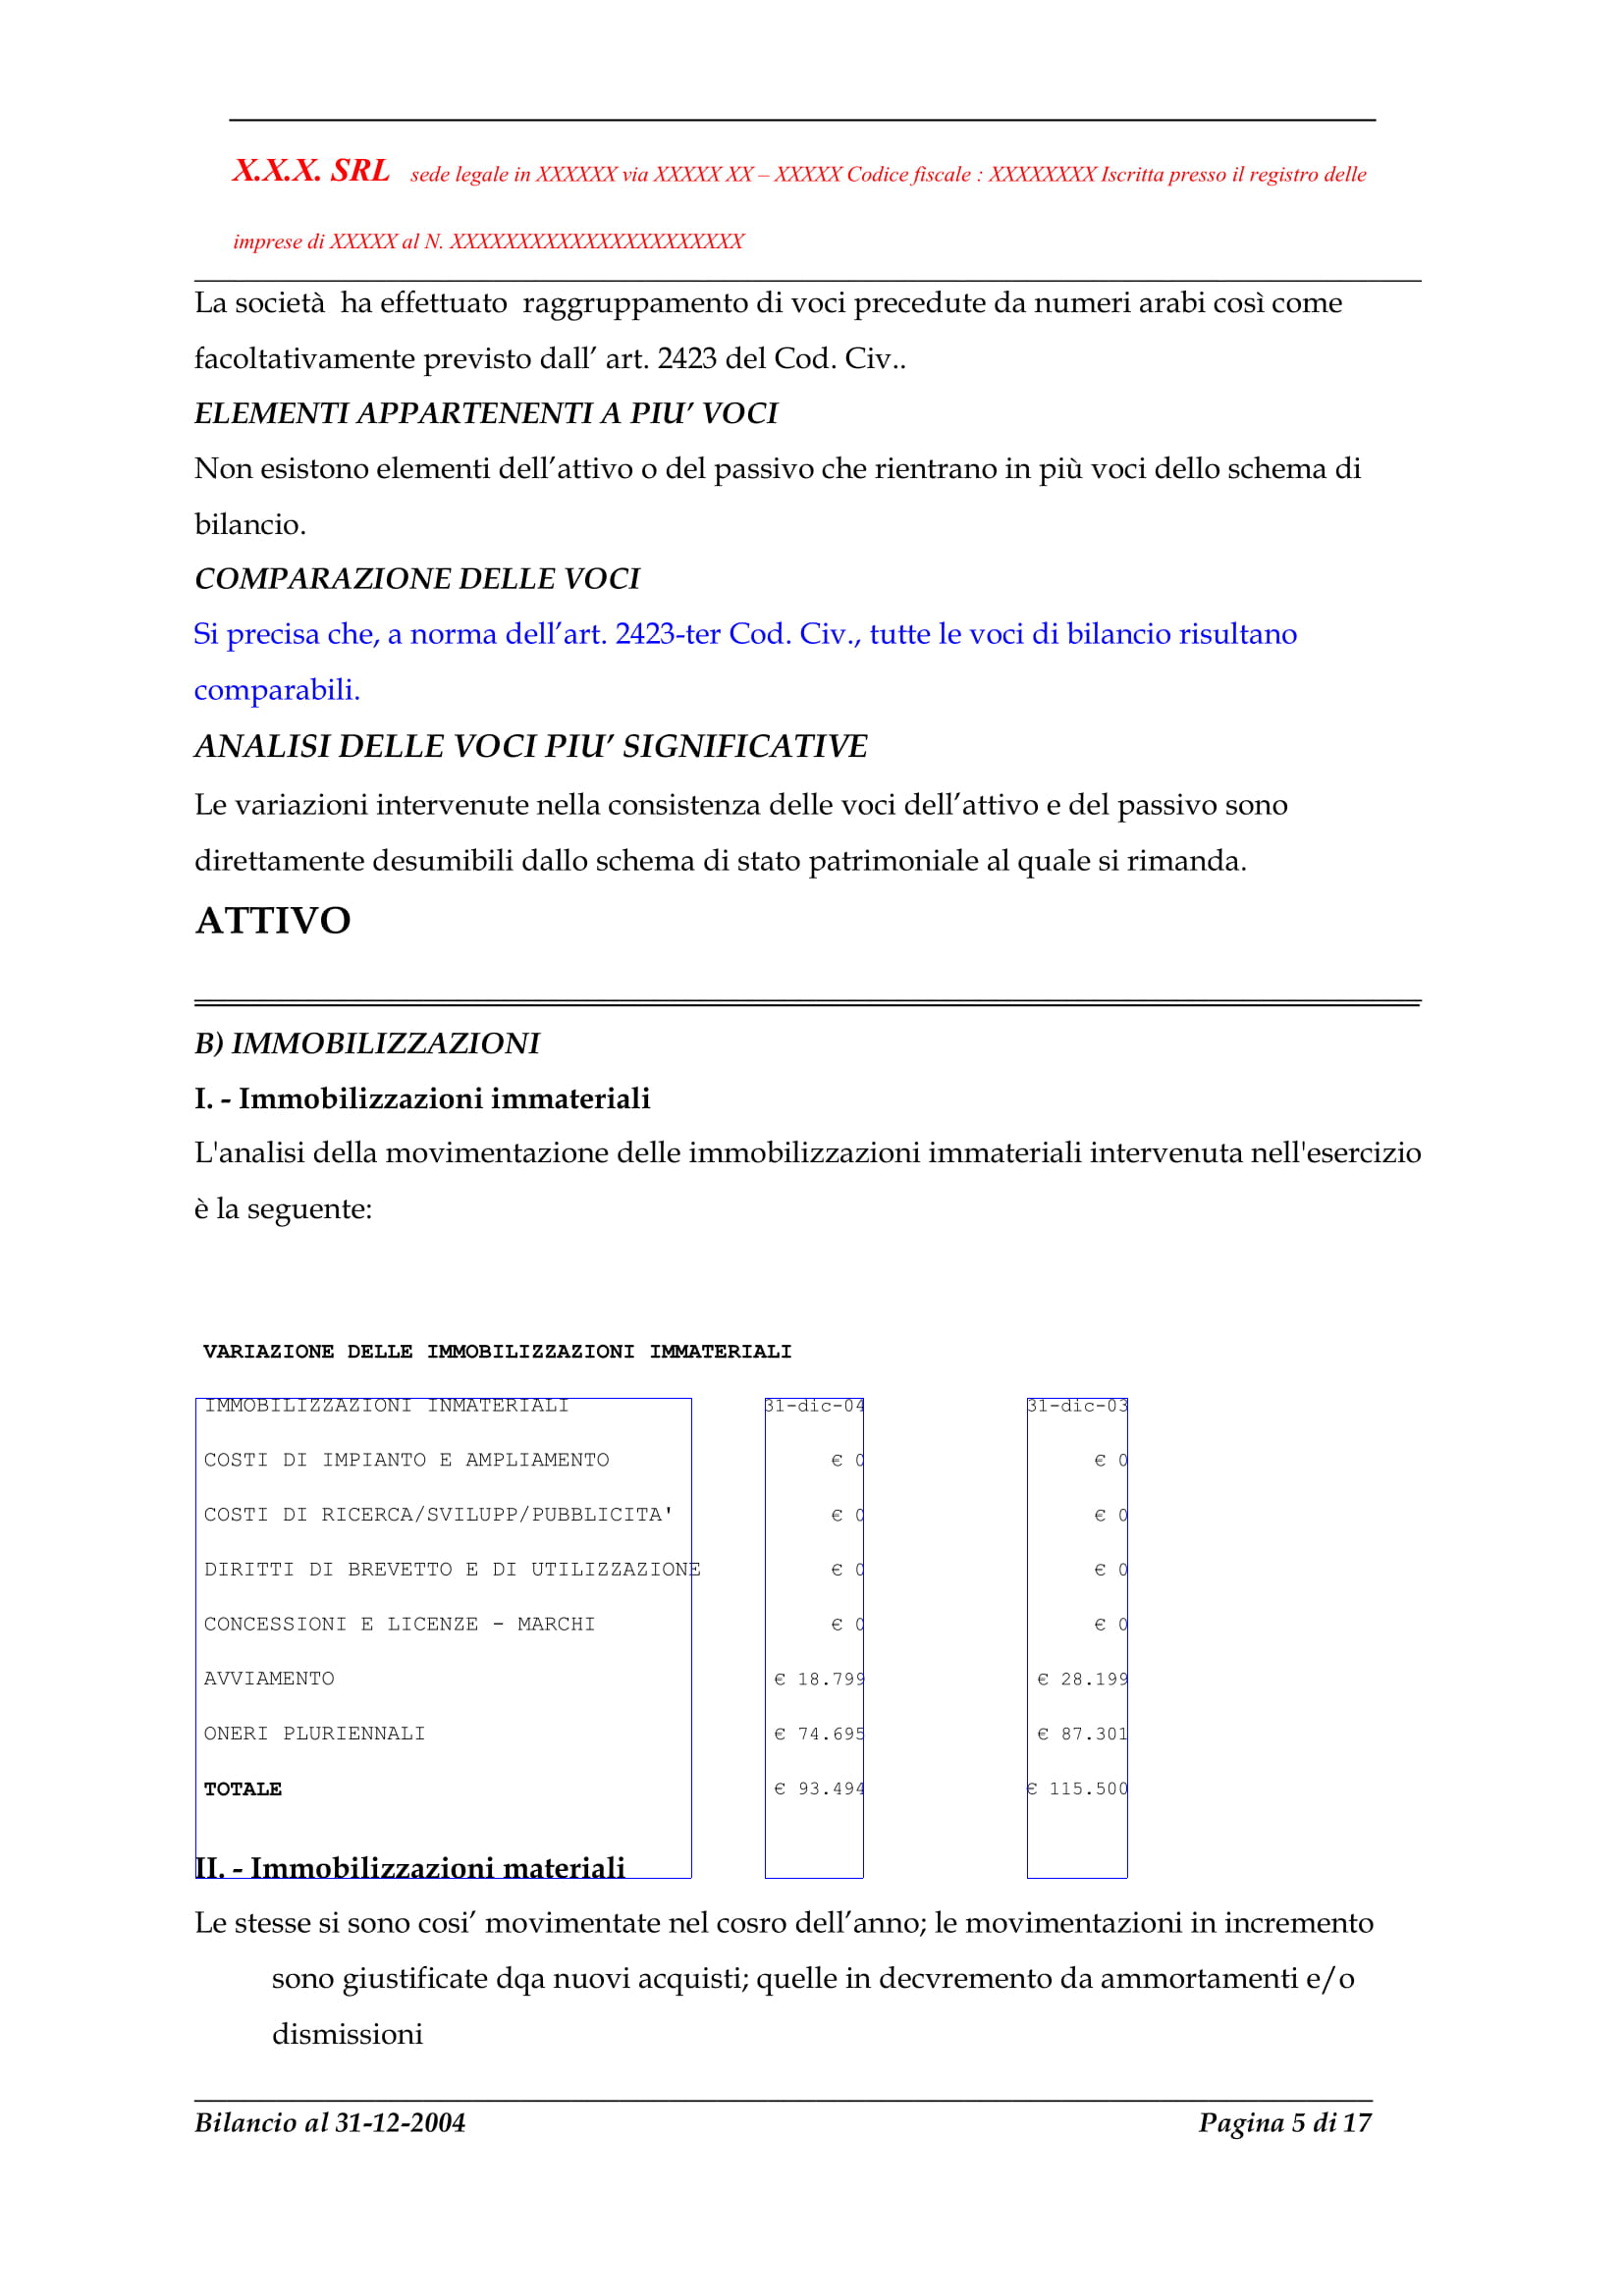 X.X.X. SRL sede legale in XXXXXX via XXXXX XX – XXXXX Codice fiscale : XXXXXXXX Iscritta presso il registro delle
imprese di XXXXX al N. XXXXXXXXXXXXXXXXXXXXXX
La società ha effettuato raggruppamento di voci precedute da numeri arabi così come
facoltativamente previsto dall’ art. 2423 del Cod. Civ..
ELEMENTI APPARTENENTI A PIU’ VOCI
Non esistono elementi dell’attivo o del passivo che rientrano in più voci dello schema di
bilancio.
COMPARAZIONE DELLE VOCI
Si precisa che, a norma dell’art. 2423-ter Cod. Civ., tutte le voci di bilancio risultano
comparabili.
ANALISI DELLE VOCI PIU’ SIGNIFICATIVE
Le variazioni intervenute nella consistenza delle voci dell’attivo e del passivo sono
direttamente desumibili dallo schema di stato patrimoniale al quale si rimanda.
ATTIVO
B) IMMOBILIZZAZIONI
I. - Immobilizzazioni immateriali
L'analisi della movimentazione delle immobilizzazioni immateriali intervenuta nell'esercizio
è la seguente:
VARIAZIONE DELLE IMMOBILIZZAZIONI IMMATERIALI
IMMOBILIZZAZIONI INMATERIALI 31-dic-04 31-dic-03
COSTI DI IMPIANTO E AMPLIAMENTO € 0 € 0
COSTI DI RICERCA/SVILUPP/PUBBLICITA' € 0 € 0
DIRITTI DI BREVETTO E DI UTILIZZAZIONE € 0 € 0
CONCESSIONI E LICENZE - MARCHI € 0 € 0
AVVIAMENTO € 18.799 € 28.199
ONERI PLURIENNALI € 74.695 € 87.301
TOTALE € 93.494 € 115.500
II. - Immobilizzazioni materiali
Le stesse si sono cosi’ movimentate nel cosro dell’anno; le movimentazioni in incremento
sono giustificate dqa nuovi acquisti; quelle in decvremento da ammortamenti e/o
dismissioni
Bilancio al 31-12-2004 Pagina 5 di 17